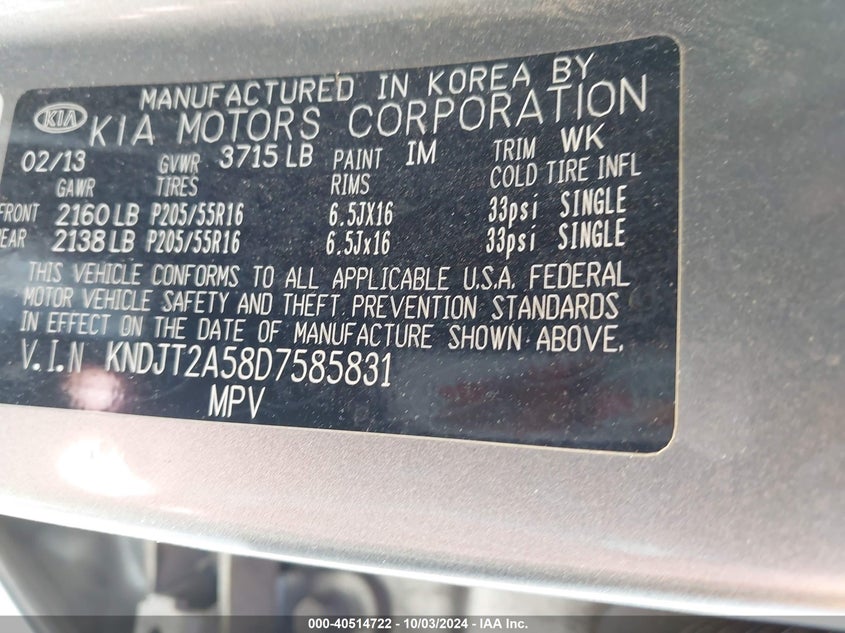 MANUFACTURED IN KOREA BY
KIA KIA MOTORS CORPORATION
02/13 GVWR 3715 LB PAINT IM TRIM WK
GAWR TIRES RIMS COLD TIRE INFL
FRONT 2160 LB P205/55R16 6.5JX16 33psi SINGLE
EAR 2138 LB P205/55R16 6.5Jx16 33psi SINGLE
THIS VEHICLE CONFORMS TO ALL APPLICABLE U.S.A. FEDERAL
MOTOR VEHICLE SAFETY AND THEFT PREVENTION STANDARDS
IN EFFECT ON THE DATE OF MANUFACTURE SHOWN ABOVE.
V.I.N KNDJT2A58D7585831
MPV
000-40514722 - 10/03/2024 - IAA Inc.